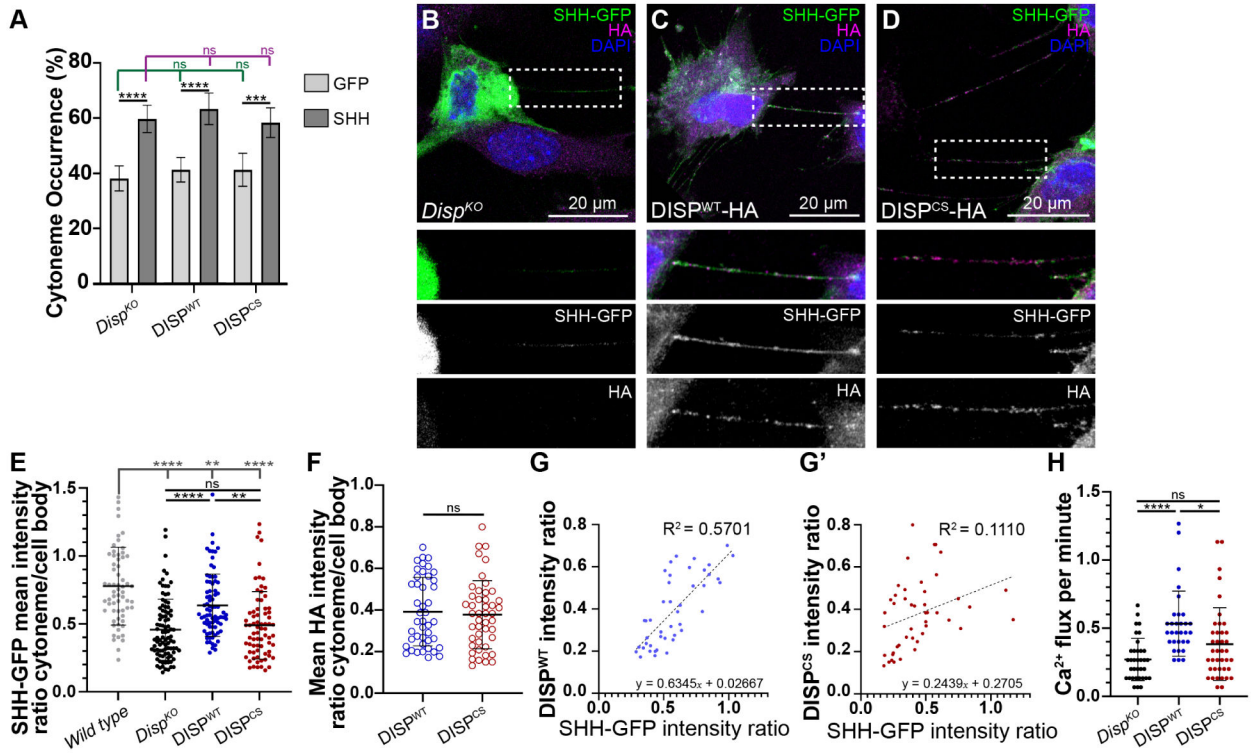 A
Cytoneme Occurrence (%)
80
60
40
20
0
ns
ns
ns
ns
****
****
***
GFP
SHH
Disp^KO
DISP^WT
DISP^CS
B
SHH-GFP
HA
DAPI
Disp^KO
20 µm
C
SHH-GFP
HA
DAPI
DISP^WT-HA
20 µm
D
SHH-GFP
HA
DAPI
DISP^CS-HA
20 µm
SHH-GFP
SHH-GFP
SHH-GFP
HA
HA
HA
E
SHH-GFP mean intensity
ratio cytoneme/cell body
1.5
1.0
0.5
0.0
****
**
****
ns
****
**
Wild type
Disp^KO
DISP^WT
DISP^CS
F
Mean HA intensity
ratio cytoneme/cell body
1.0
0.8
0.6
0.4
0.2
0.0
ns
DISP^WT
DISP^CS
G
DISP^WT intensity ratio
0.8
0.6
0.4
0.2
0.0
R² = 0.5701
y = 0.6345x + 0.02667
0.0
0.5
1.0
SHH-GFP intensity ratio
G’
DISP^CS intensity ratio
0.8
0.6
0.4
0.2
0.0
R² = 0.1110
y = 0.2439x + 0.2705
0.0
0.5
1.0
SHH-GFP intensity ratio
H
Ca²⁺ flux per minute
1.5
1.0
0.5
0.0
ns
****
*
Disp^KO
DISP^WT
DISP^CS